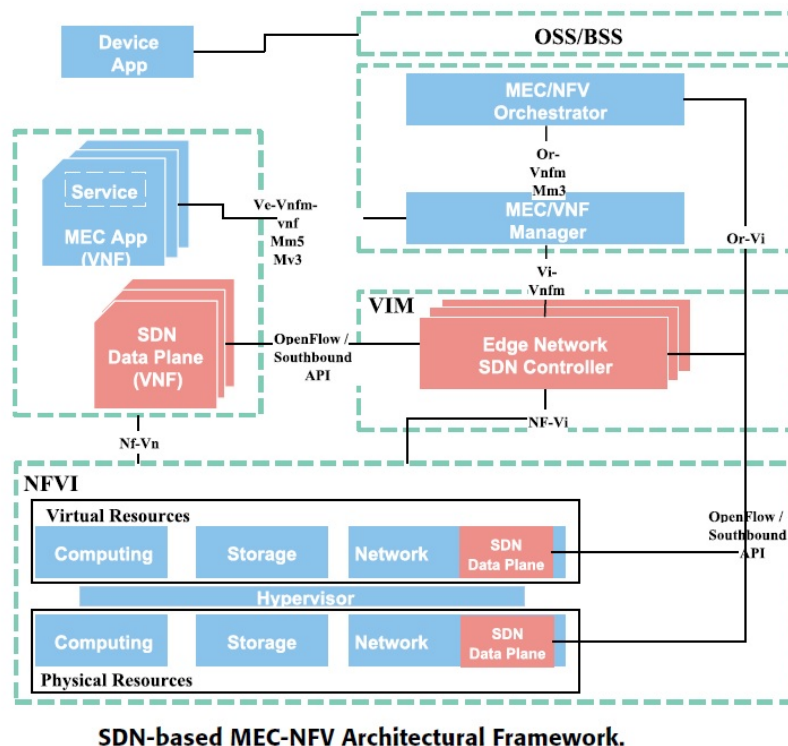 Device
App
OSS/BSS
MEC/NFV
Orchestrator
Or-
Vnfm
Mm3
Service
MEC App
(VNF)
Ve-Vnfm-
vnf
Mm5
Mv3
MEC/VNF
Manager
Or-Vi
Vi-
Vnfm
VIM
SDN
Data Plane
(VNF)
OpenFlow /
Southbound
API
Edge Network
SDN Controller
NF-Vi
Nf-Vn
NFVI
Virtual Resources
Computing
Storage
Network
SDN
Data Plane
OpenFlow /
Southbound
API
Hypervisor
Computing
Storage
Network
SDN
Data Plane
Physical Resources
SDN-based MEC-NFV Architectural Framework.